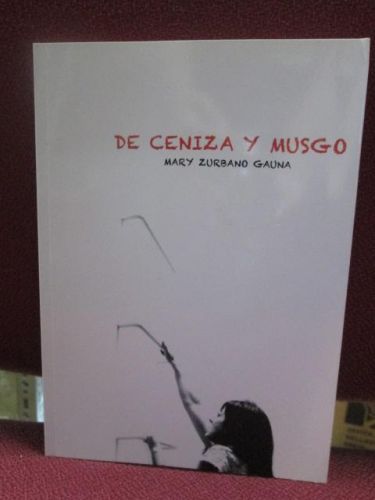 DE CENIZA Y MUSGO
MARY ZURBANO GAUNA